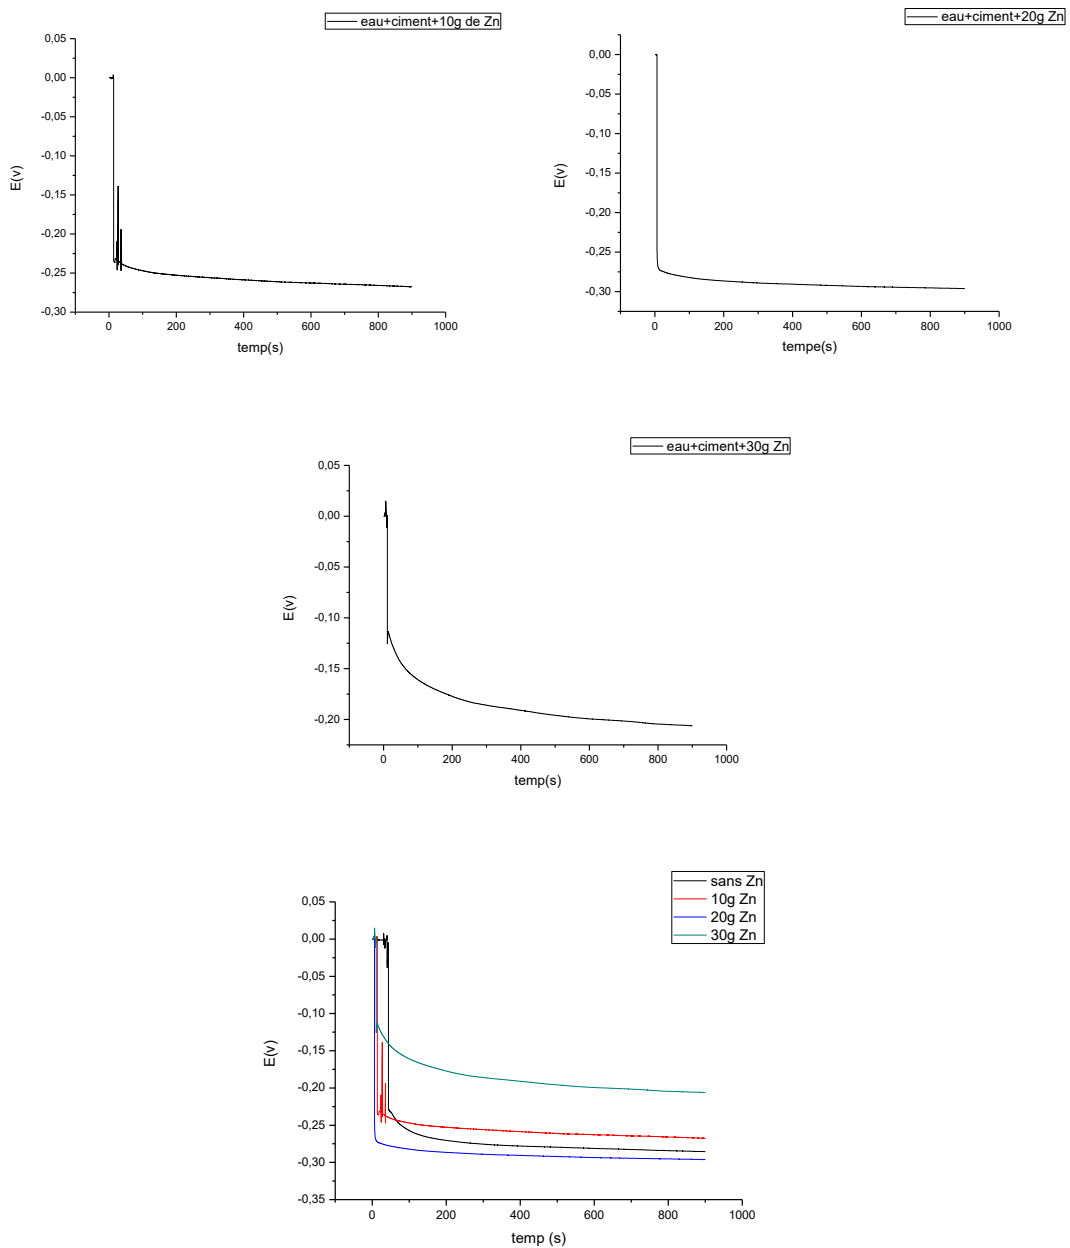 eau+ciment+10g de Zn
0,05
0,00
-0,05
-0,10
-0,15
-0,20
-0,25
-0,30
E(v)
0 200 400 600 800 1000
temp(s)
eau+ciment+20g Zn
0,00
-0,05
-0,10
-0,15
-0,20
-0,25
-0,30
E(v)
0 200 400 600 800 1000
tempe(s)
eau+ciment+30g Zn
0,05
0,00
-0,05
-0,10
-0,15
-0,20
E(v)
0 200 400 600 800 1000
temp(s)
sans Zn
10g Zn
20g Zn
30g Zn
0,05
0,00
-0,05
-0,10
-0,15
-0,20
-0,25
-0,30
-0,35
E(v)
0 200 400 600 800 1000
temp (s)